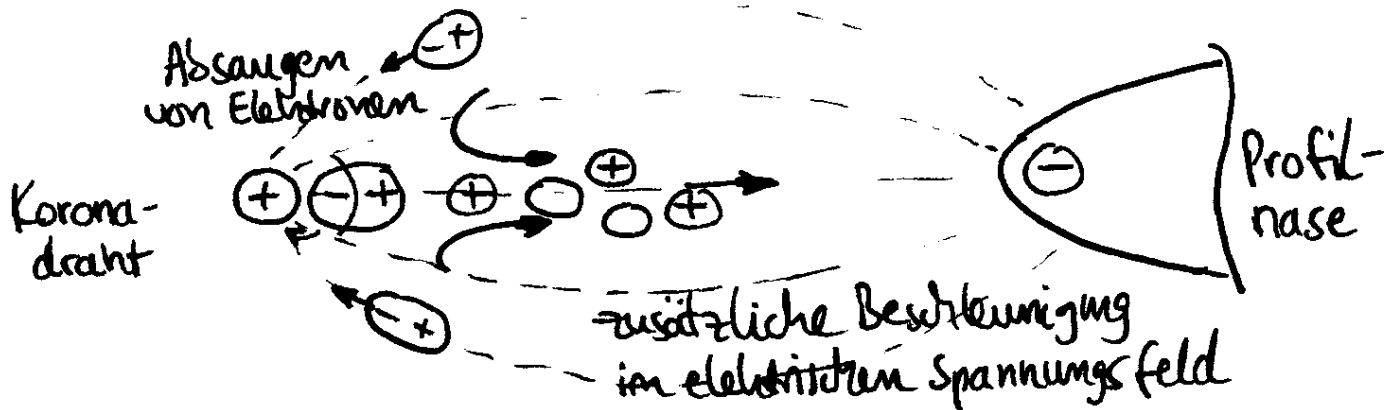 Absaugen
von Elektronen
Korona-
draht
Profil-
nase
zusätzliche Beschleunigung
im elektrischen Spannungsfeld